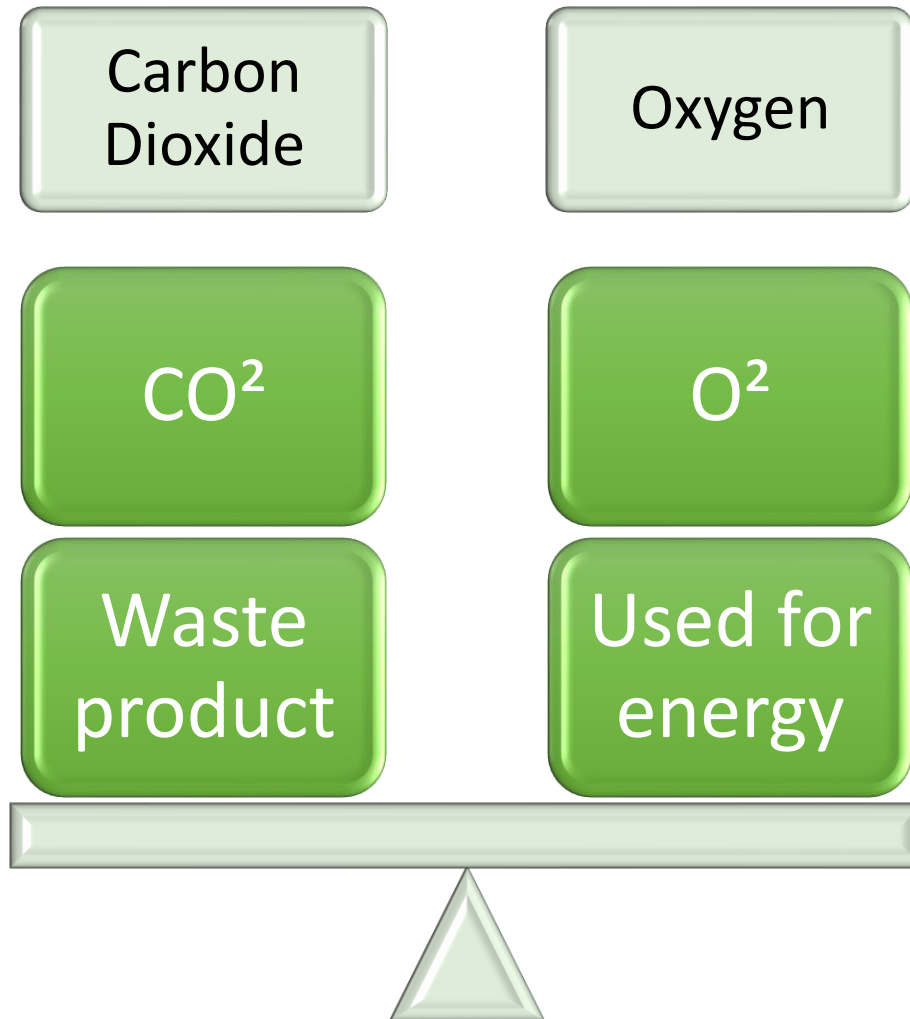 Carbon
Dioxide
Oxygen
CO²
O²
Waste
product
Used for
energy